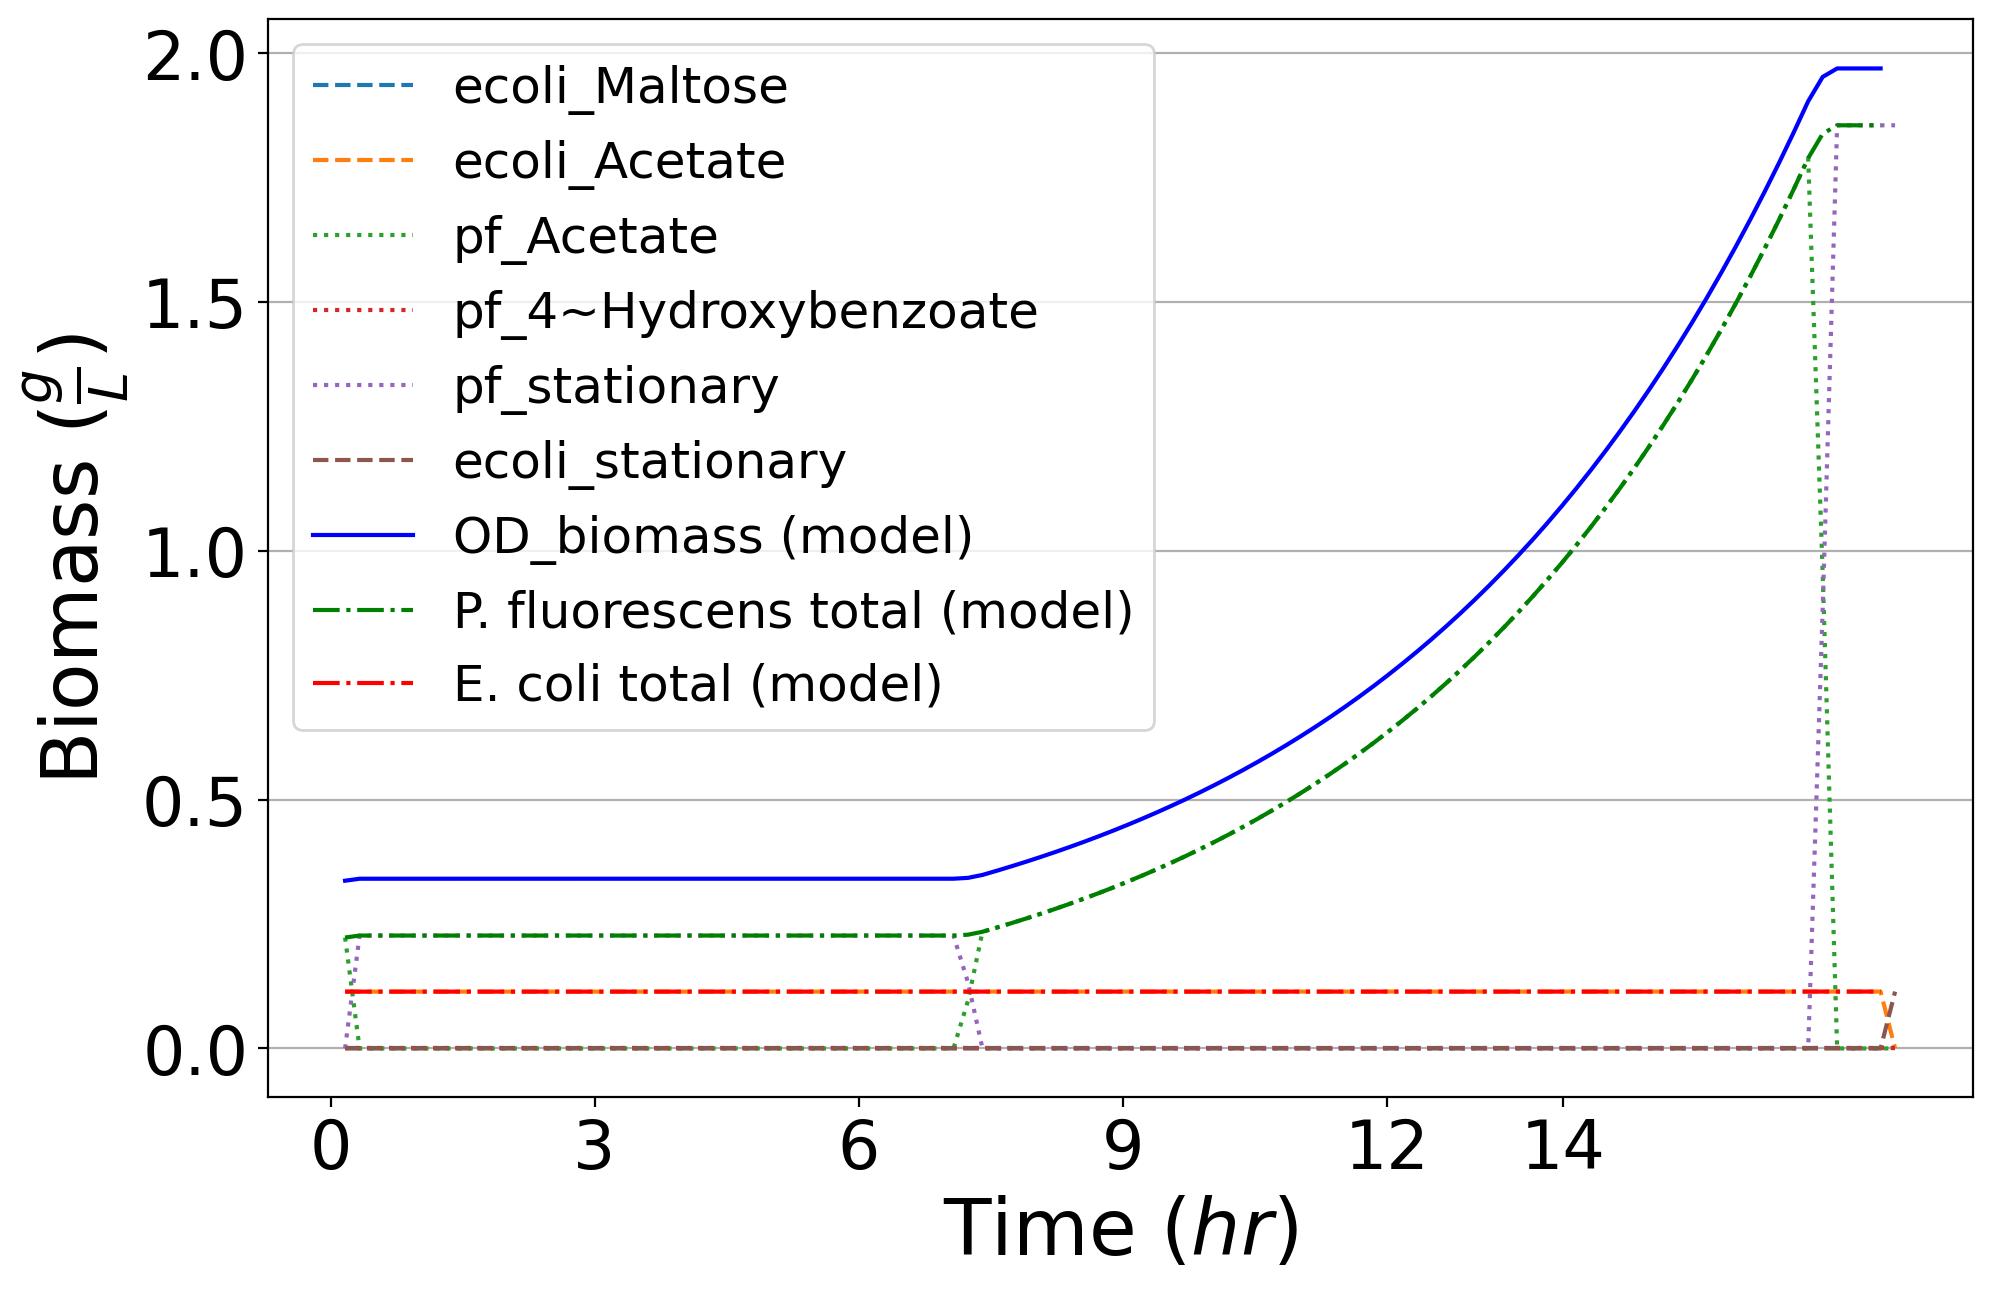 2.0
1.5
1.0
0.5
0.0
Biomass (g/L)
ecoli_Maltose
ecoli_Acetate
pf_Acetate
pf_4~Hydroxybenzoate
pf_stationary
ecoli_stationary
OD_biomass (model)
P. fluorescens total (model)
E. coli total (model)
0 3 6 9 12 14
Time (hr)